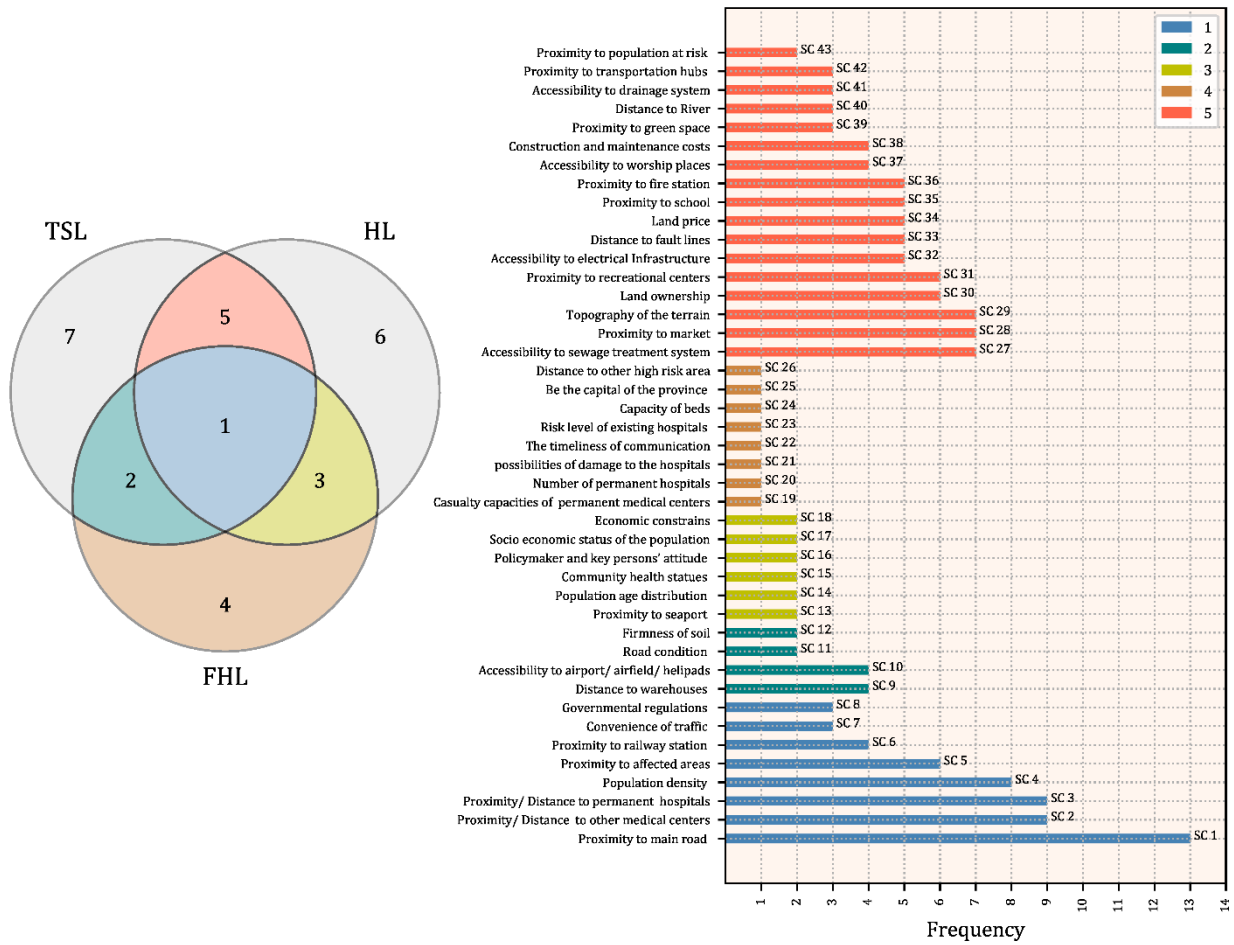 TSL
HL
7
5
6
1
2
3
4
FHL
1
2
3
4
5
Proximity to population at risk SC 43
Proximity to transportation hubs SC 42
Accessibility to drainage system SC 41
Distance to River SC 40
Proximity to green space SC 39
Construction and maintenance costs SC 38
Accessibility to worship places SC 37
Proximity to fire station SC 36
Proximity to school SC 35
Land price SC 34
Distance to fault lines SC 33
Accessibility to electrical Infrastructure SC 32
Proximity to recreational centers SC 31
Land ownership SC 30
Topography of the terrain SC 29
Proximity to market SC 28
Accessibility to sewage treatment system SC 27
Distance to other high risk area SC 26
Be the capital of the province SC 25
Capacity of beds SC 24
Risk level of existing hospitals SC 23
The timeliness of communication SC 22
possibilities of damage to the hospitals SC 21
Number of permanent hospitals SC 20
Casualty capacities of permanent medical centers SC 19
Economic constrains SC 18
Socio economic status of the population SC 17
Policymaker and key persons' attitude SC 16
Community health statues SC 15
Population age distribution SC 14
Proximity to seaport SC 13
Firmness of soil SC 12
Road condition SC 11
Accessibility to airport/ airfield/ helipads SC 10
Distance to warehouses SC 9
Governmental regulations SC 8
Convenience of traffic SC 7
Proximity to railway station SC 6
Proximity to affected areas SC 5
Population density SC 4
Proximity/ Distance to permanent hospitals SC 3
Proximity/ Distance to other medical centers SC 2
Proximity to main road SC 1
1 2 3 4 5 6 7 8 9 10 11 12 13 14
Frequency